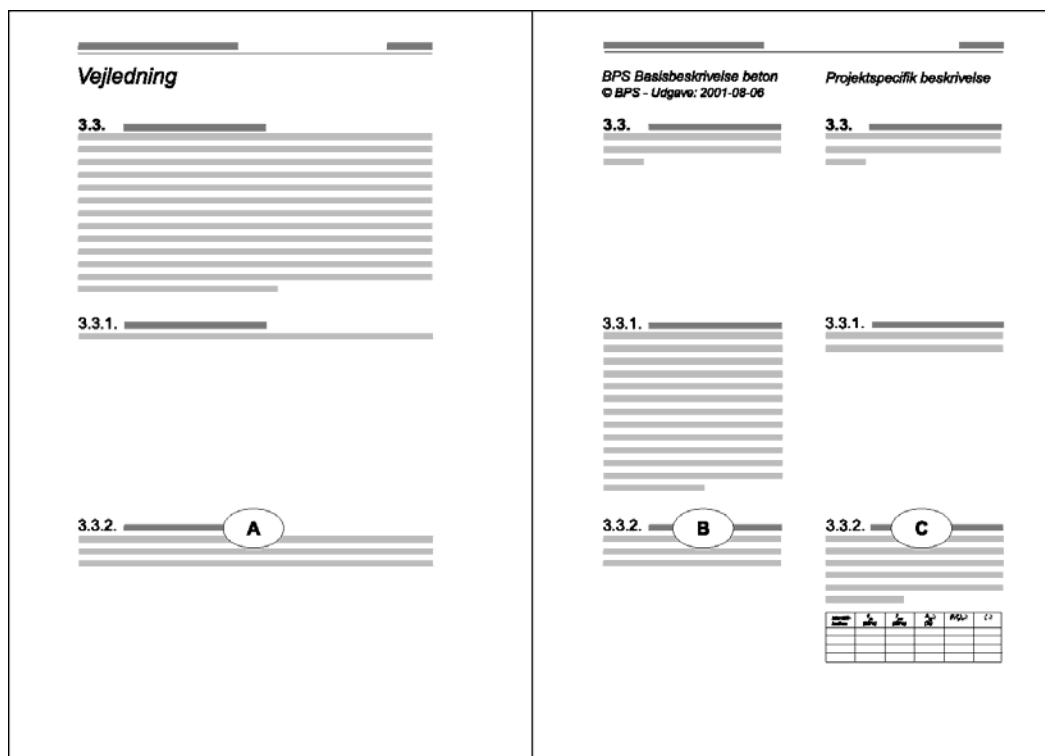 Vejledning
3.3.
3.3.1.
3.3.2.
A
BPS Basisbeskrivelse beton
© BPS - Udgave: 2001-08-06
3.3.
3.3.1.
3.3.2.
B
Projektspecifik beskrivelse
3.3.
3.3.1.
3.3.2.
C